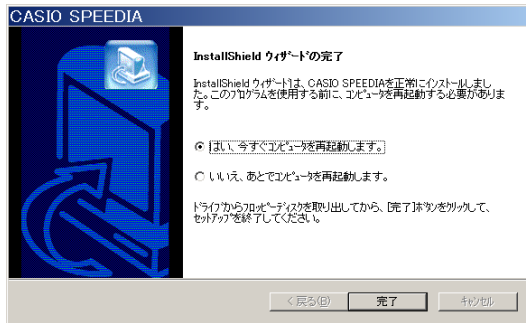 CASIO SPEEDIA
InstallShield ウィザードの完了
InstallShield ウィザードは、CASIO SPEEDIAを正常にインストールしまし
た。このプログラムを使用する前に、コンピュータを再起動する必要がありま
す。
はい、今すぐコンピュータを再起動します。
いいえ、あとでコンピュータを再起動します。
ドライブからフロッピーディスクを取り出してから、[完了]ボタンをクリックして、
セットアップを終了してください。
< 戻る(B)
完了
キャンセル